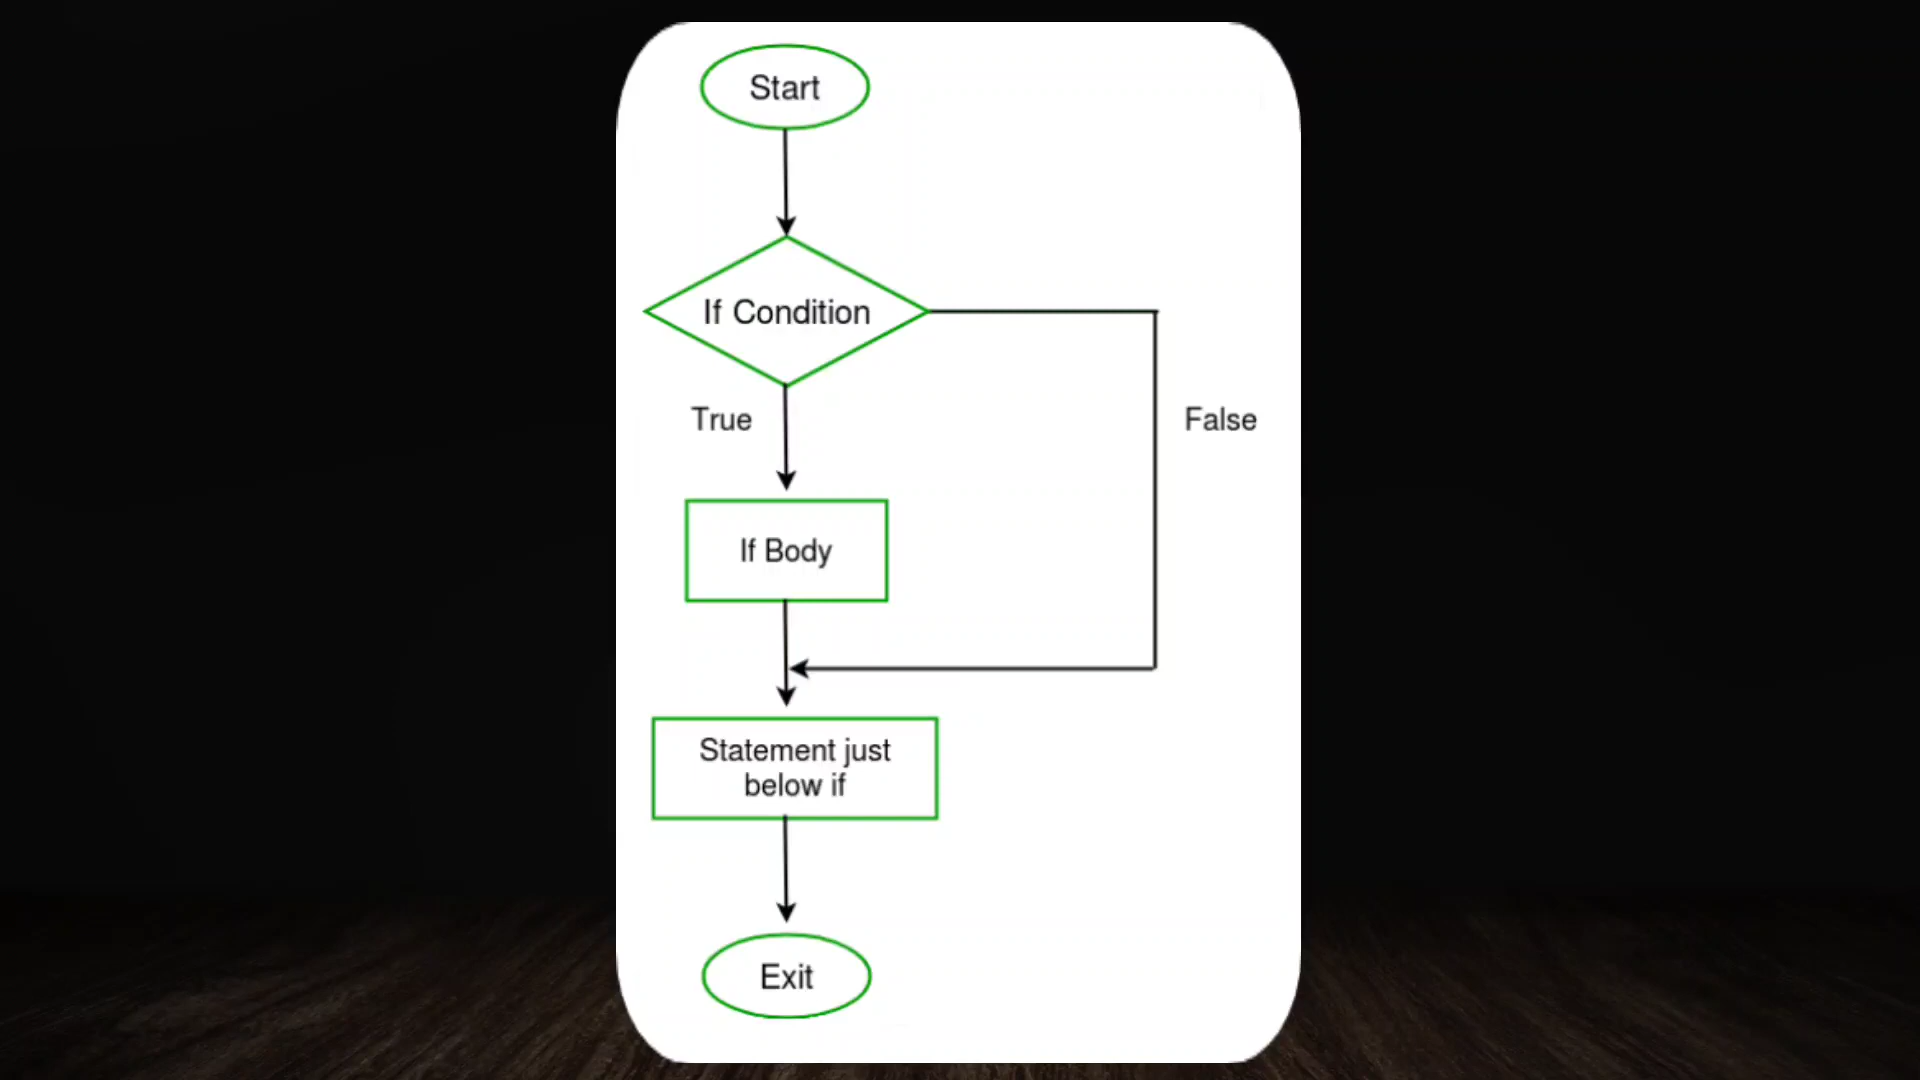 Start
If Condition
True
False
If Body
Statement just
below if
Exit